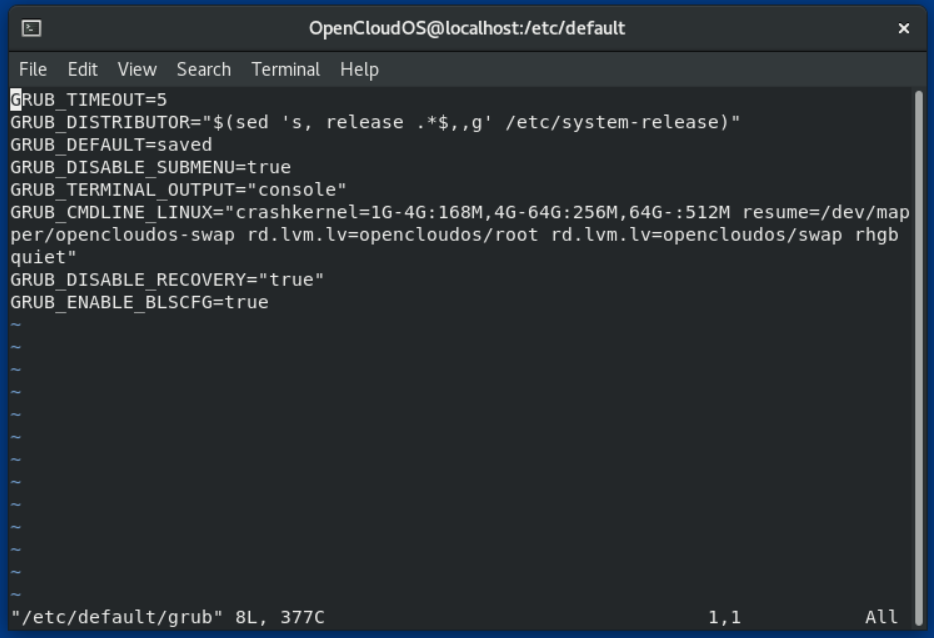 OpenCloudOS@localhost:/etc/default
File Edit View Search Terminal Help
GRUB_TIMEOUT=5
GRUB_DISTRIBUTOR="$(sed 's, release .*$,,g' /etc/system-release)"
GRUB_DEFAULT=saved
GRUB_DISABLE_SUBMENU=true
GRUB_TERMINAL_OUTPUT="console"
GRUB_CMDLINE_LINUX="crashkernel=1G-4G:168M,4G-64G:256M,64G-:512M resume=/dev/map
per/opencloudos-swap rd.lvm.lv=opencloudos/root rd.lvm.lv=opencloudos/swap rhgb
quiet"
GRUB_DISABLE_RECOVERY="true"
GRUB_ENABLE_BLSCFG=true
~
~
~
~
~
~
~
~
~
~
~
~
~
"/etc/default/grub" 8L, 377C 1,1 All